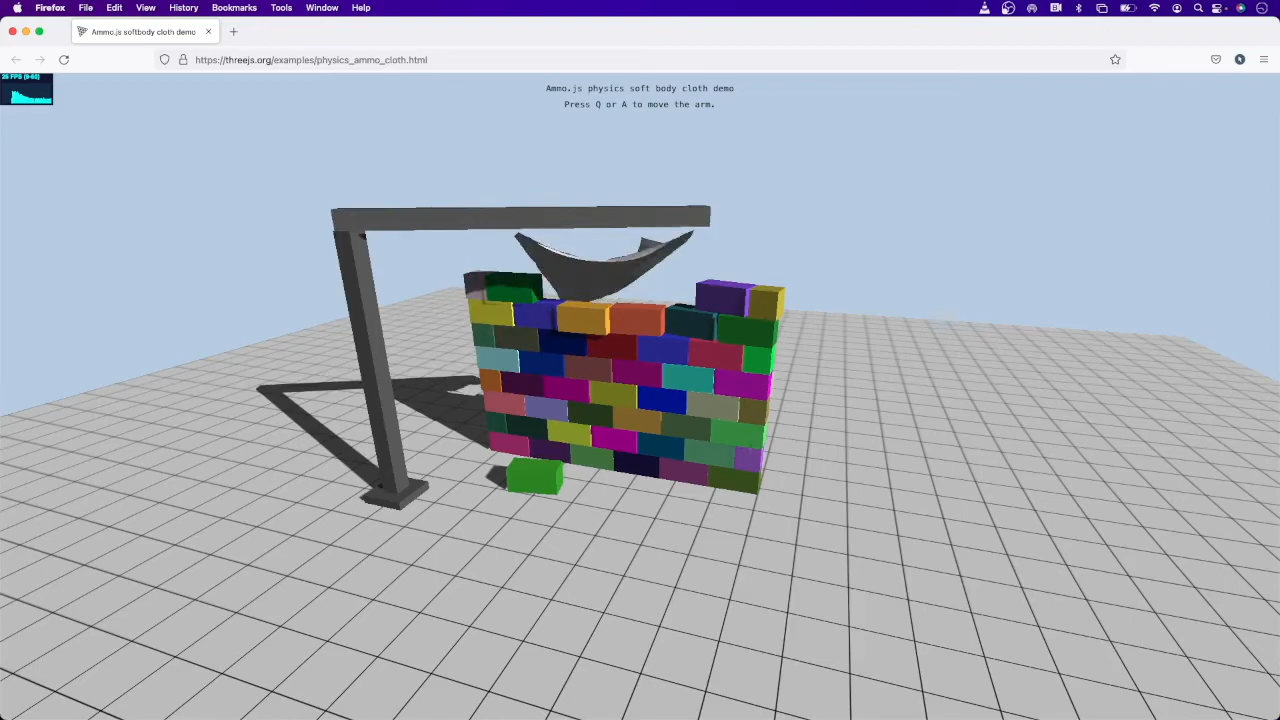 Firefox File Edit View History Bookmarks Tools Window Help
Ammo.js softbody cloth demo
https://threejs.org/examples/physics_ammo_cloth.html
Ammo.js physics soft body cloth demo
Press Q or A to move the arm.